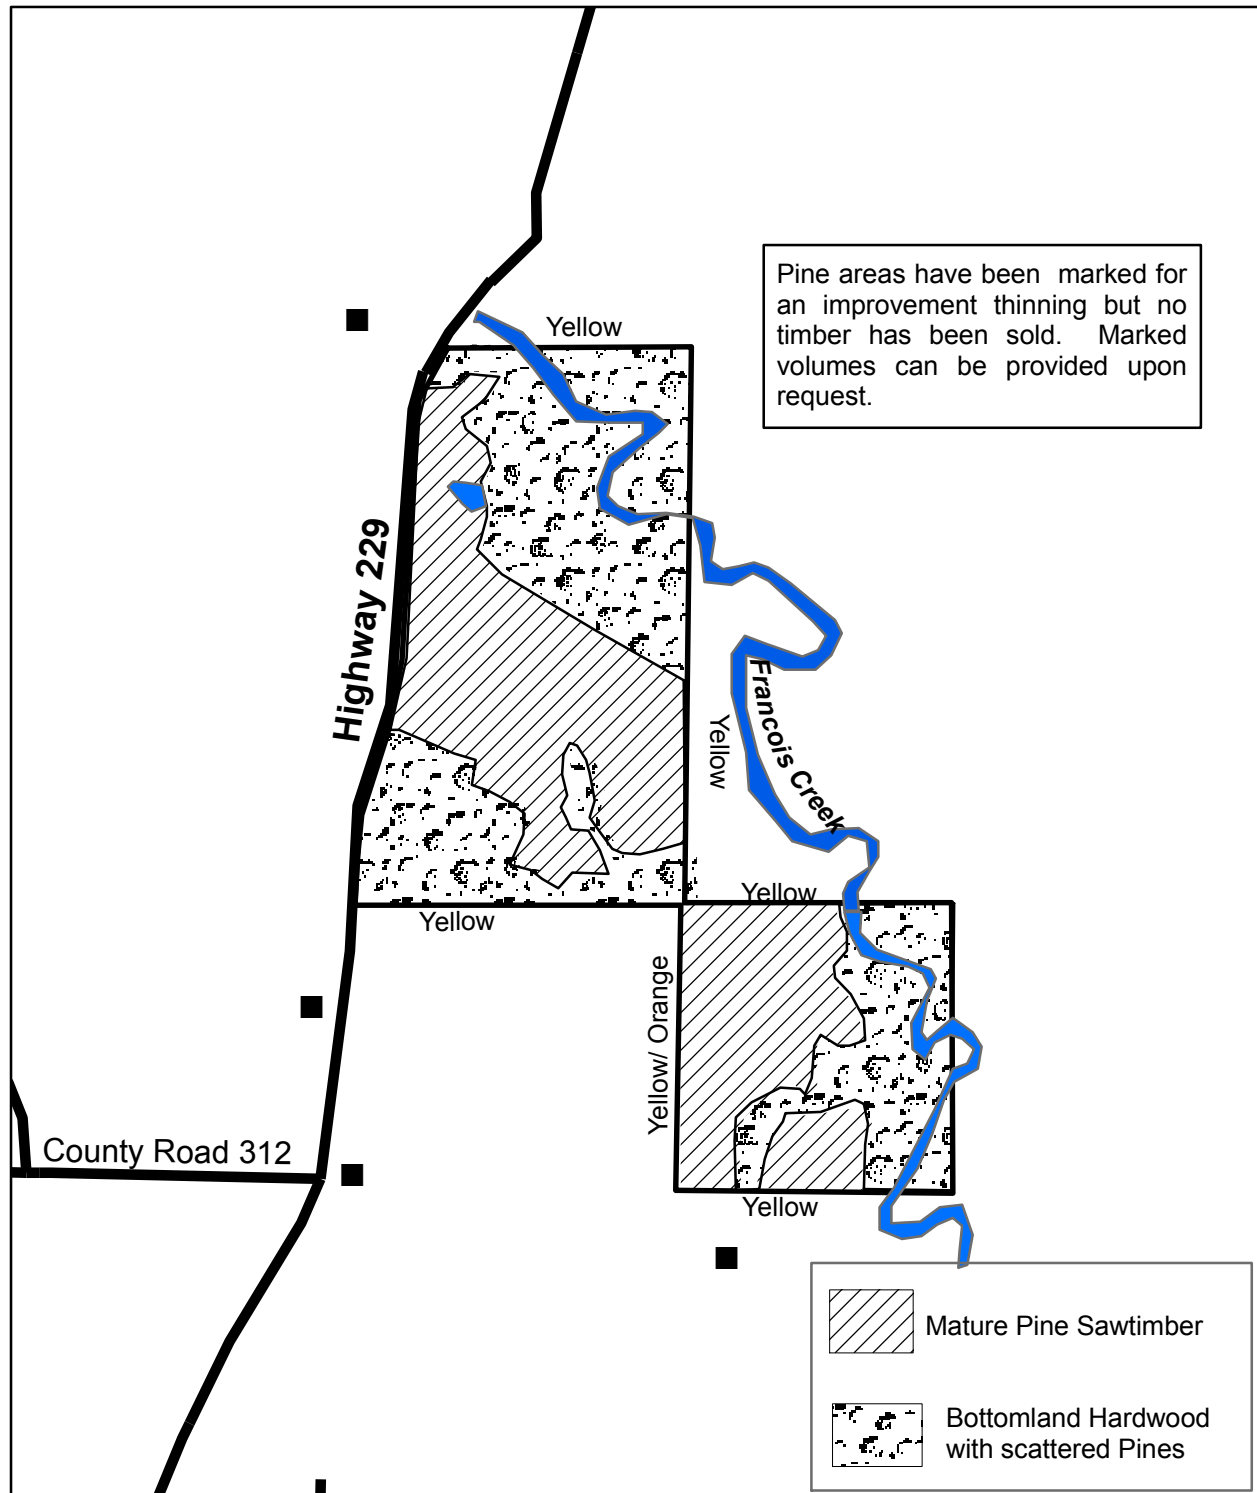 Pine areas have been marked for
an improvement thinning but no
timber has been sold. Marked
volumes can be provided upon
request.
Yellow
Highway 229
Yellow
Francois Creek
Yellow
Yellow
Yellow/ Orange
County Road 312
Yellow
Mature Pine Sawtimber
Bottomland Hardwood
with scattered Pines